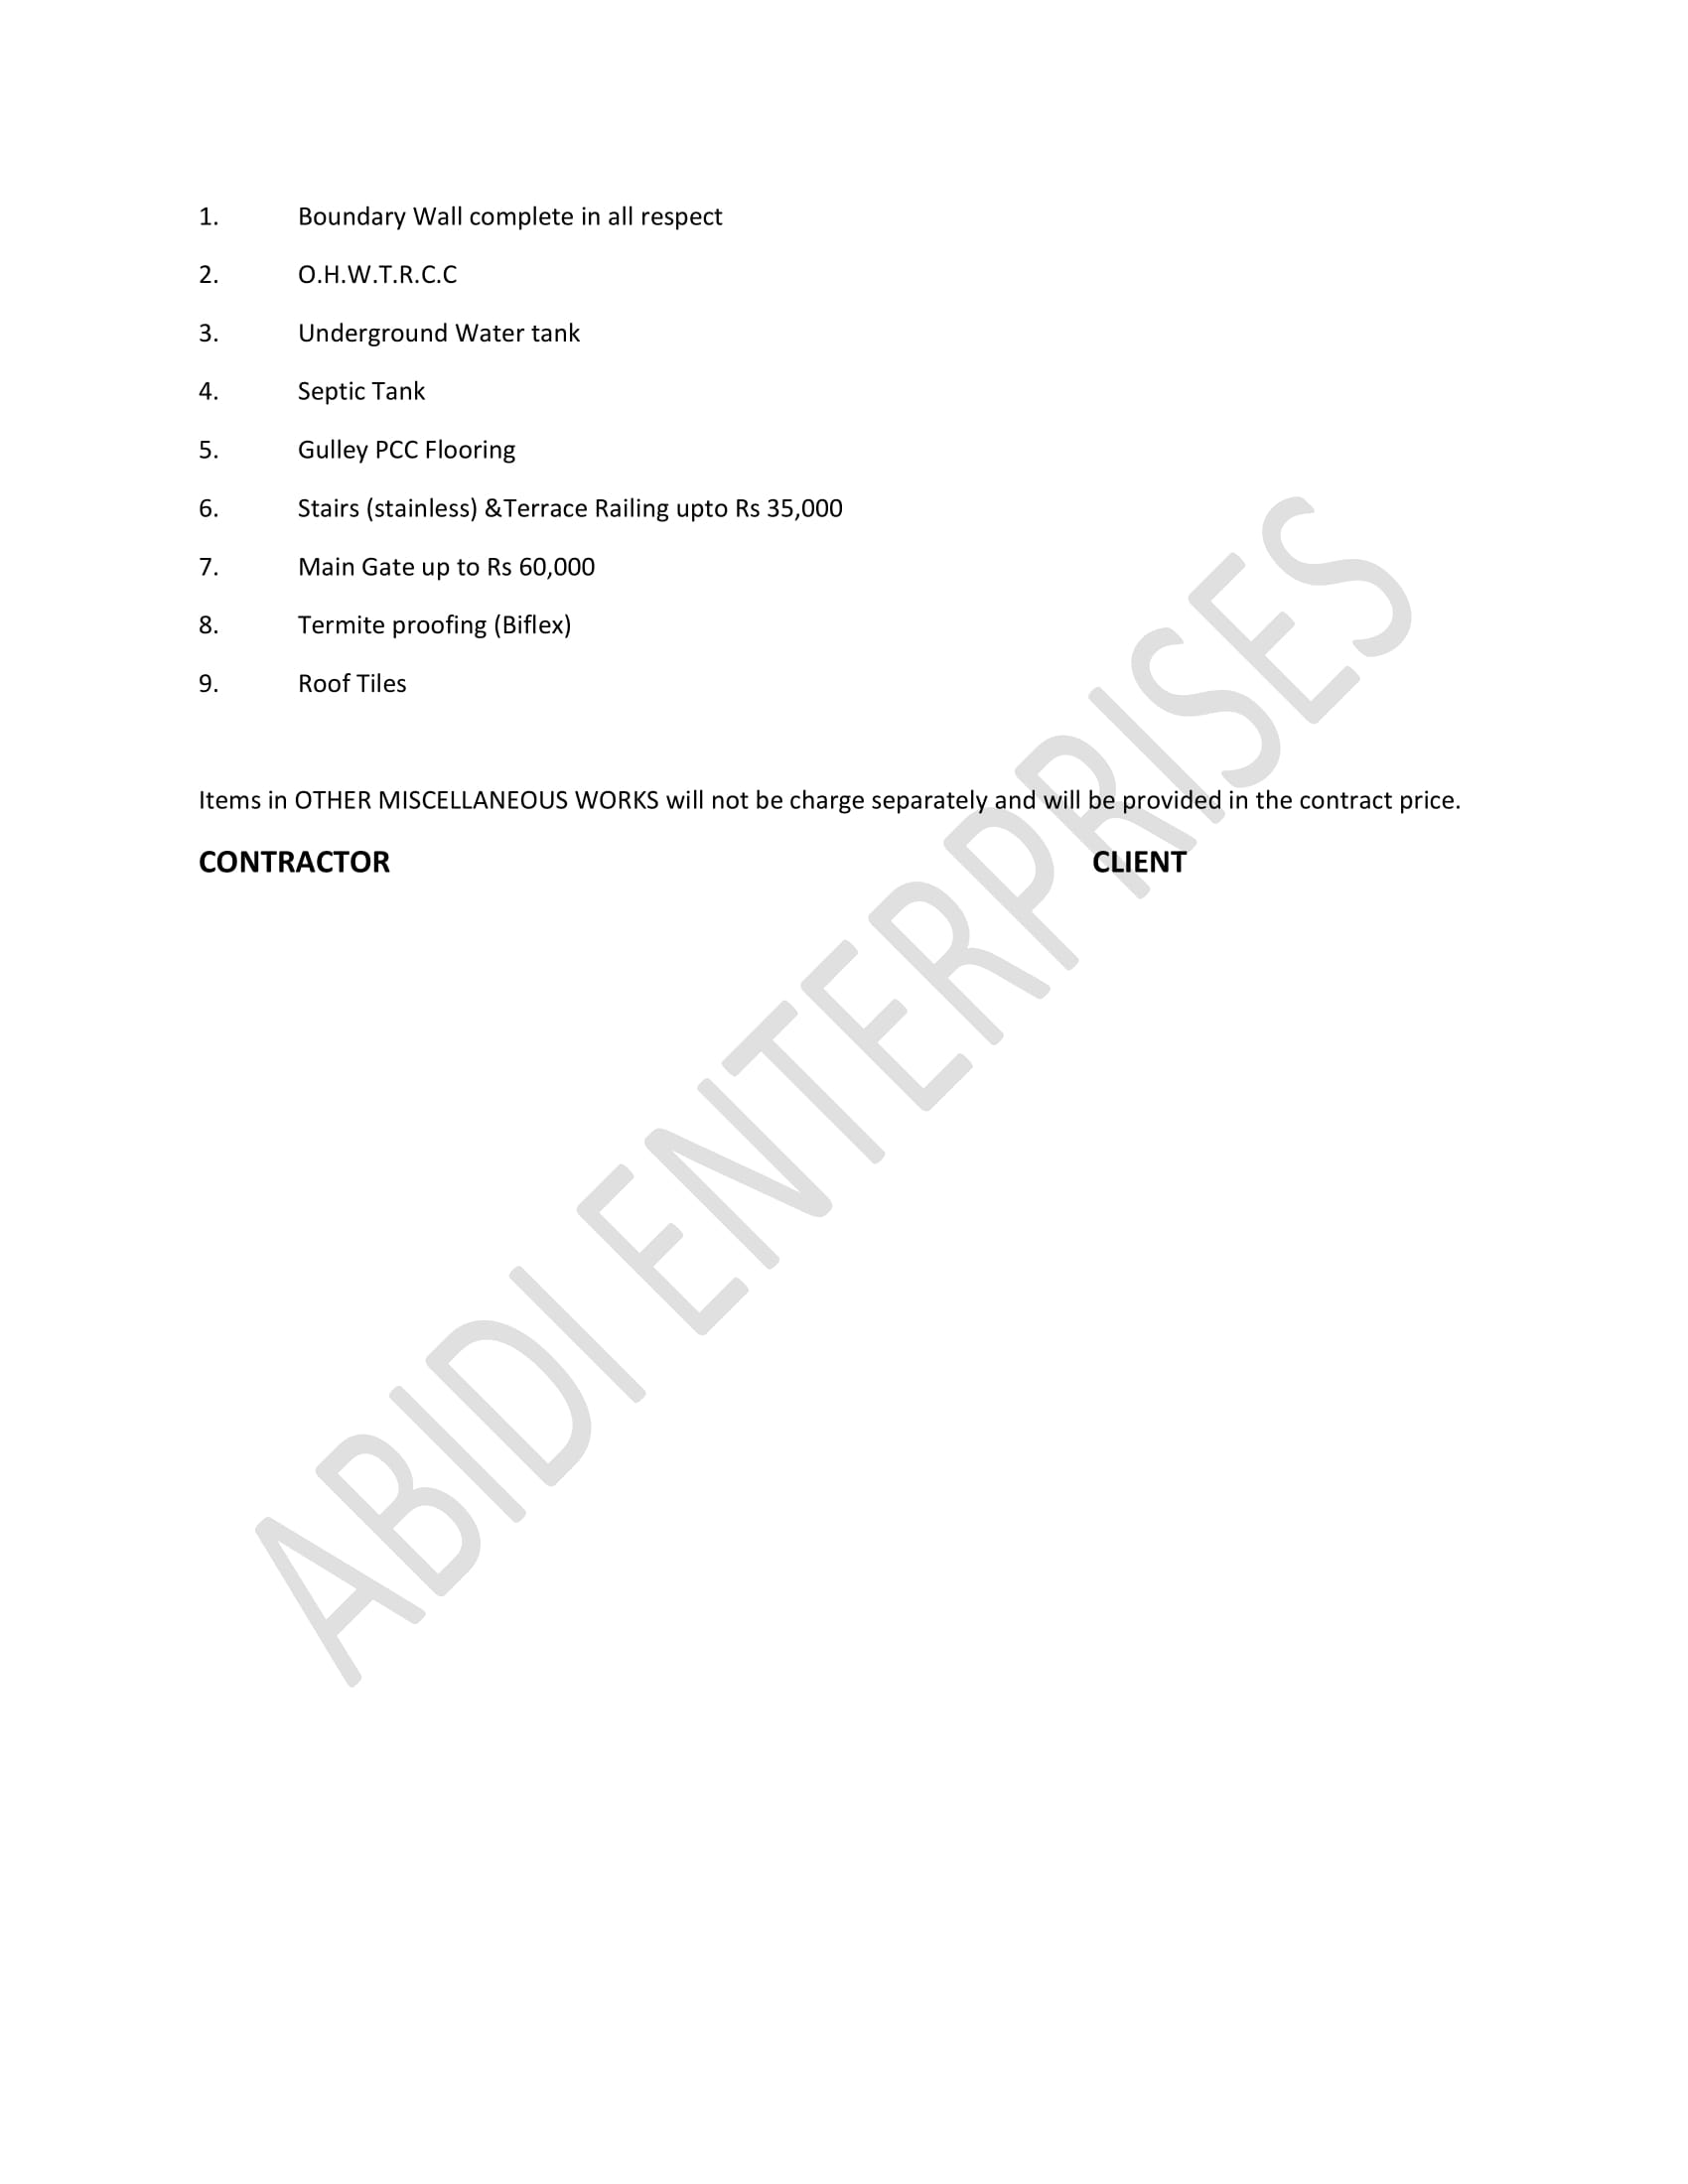 1. Boundary Wall complete in all respect
2. O.H.W.T.R.C.C
3. Underground Water tank
4. Septic Tank
5. Gulley PCC Flooring
6. Stairs (stainless) &Terrace Railing upto Rs 35,000
7. Main Gate up to Rs 60,000
8. Termite proofing (Biflex)
9. Roof Tiles
Items in OTHER MISCELLANEOUS WORKS will not be charge separately and will be provided in the contract price.
CONTRACTOR CLIENT
ABIDI ENTERPRISES